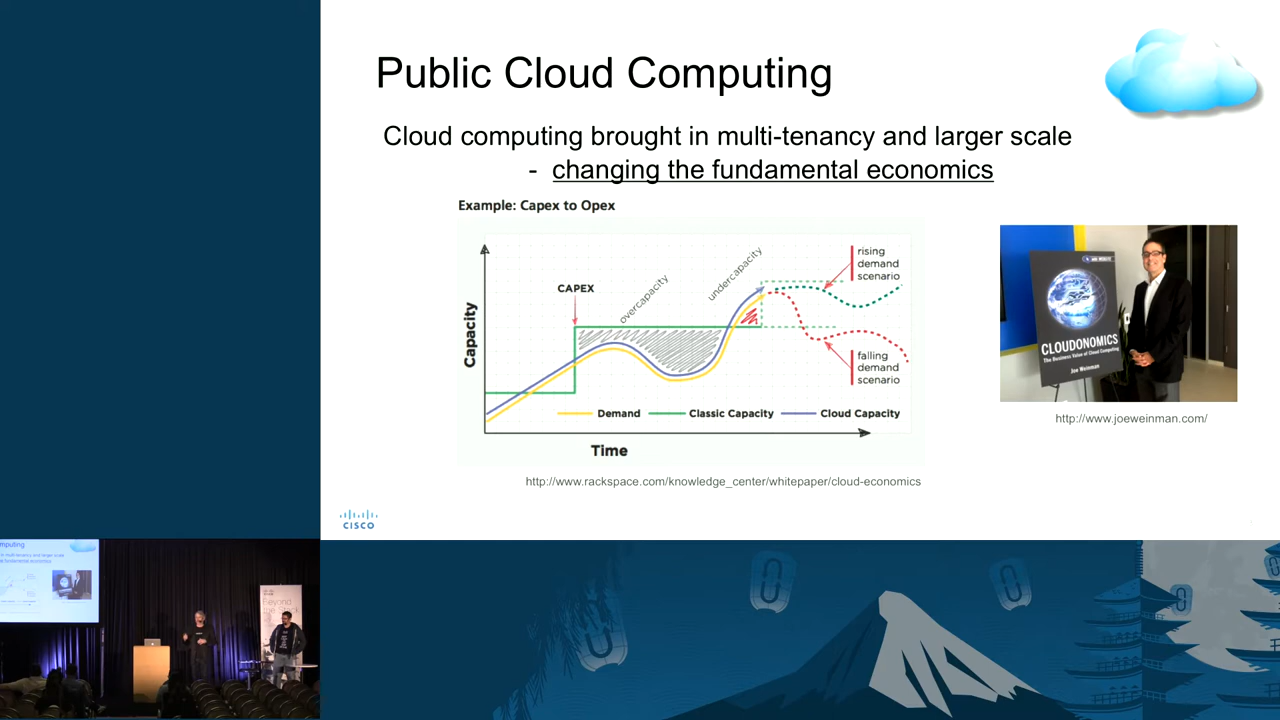 Public Cloud Computing
Cloud computing brought in multi-tenancy and larger scale
- changing the fundamental economics
Example: Capex to Opex
Capacity
CAPEX
overcapacity
undercapacity
rising
demand
scenario
falling
demand
scenario
Demand
Classic Capacity
Cloud Capacity
Time
http://www.rackspace.com/knowledge_center/whitepaper/cloud-economics
CLOUDONOMICS
The Business Value of Cloud Computing
Joe Weinman
http://www.joeweinman.com/
CISCO
Beyond
the Stack